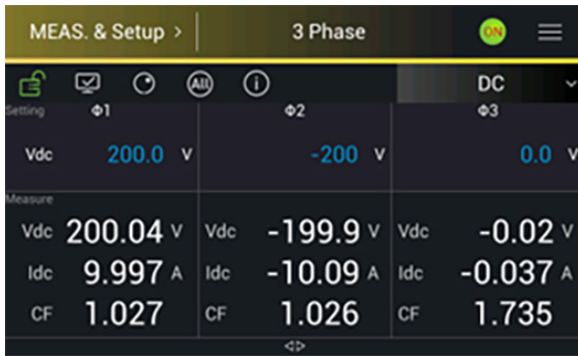 MEAS. & Setup > 3 Phase ON
All i DC
Setting Φ1 Φ2 Φ3
Vdc 200.0 V -200 V 0.0 V
Measure
Vdc 200.04 V Vdc -199.9 V Vdc -0.02 V
Idc 9.997 A Idc -10.09 A Idc -0.037 A
CF 1.027 CF 1.026 CF 1.735